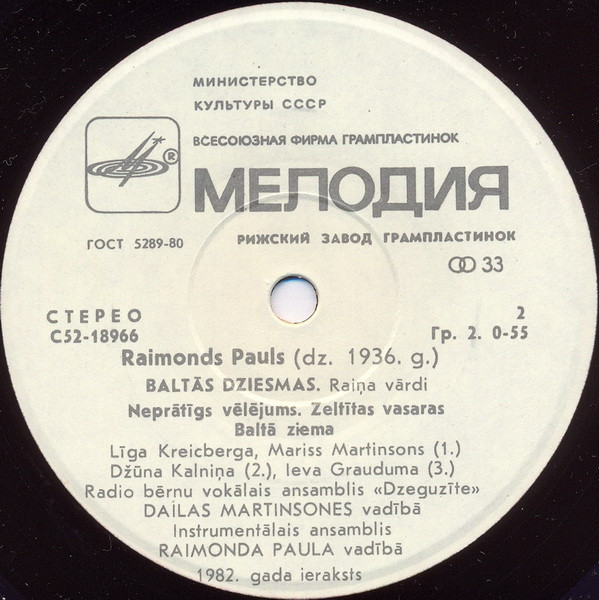 МИНИСТЕРСТВО
КУЛЬТУРЫ СССР
ВСЕСОЮЗНАЯ ФИРМА ГРАМПЛАСТИНОК
®
МЕЛОДИЯ
ГОСТ 5289-80
РИЖСКИЙ ЗАВОД ГРАМПЛАСТИНОК
33
СТЕРЕО
2
С52-18966
Гр. 2. 0-55
Raimonds Pauls (dz. 1936. g.)
BALTĀS DZIESMAS. Raiņa vārdi
Neprātīgs vēlējums. Zeltītas vasaras
Baltā ziema
Līga Kreicberga, Mariss Martinsons (1.)
Džūna Kalniņa (2.), Ieva Grauduma (3.)
Radio bērnu vokālais ansamblis «Dzeguzīte»
DAILAS MARTINSONES vadībā
Instrumentālais ansamblis
RAIMONDA PAULA vadībā
1982. gada ieraksts